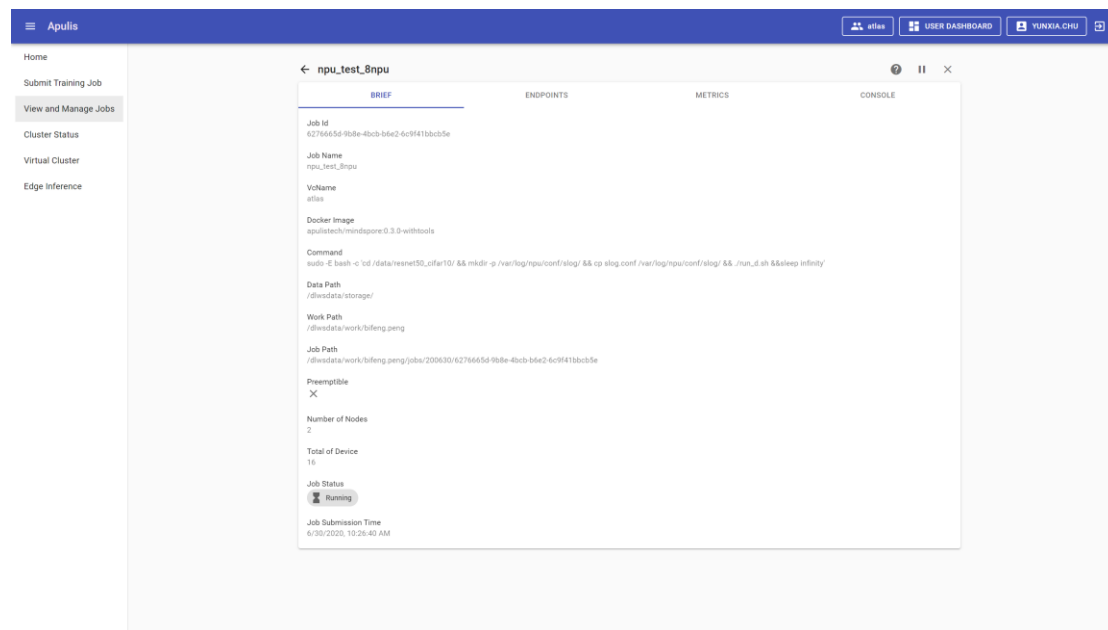 Apulis
atlas
USER DASHBOARD
YUNXIA.CHU
Home
Submit Training Job
View and Manage Jobs
Cluster Status
Virtual Cluster
Edge Inference
npu_test_8npu
BRIEF ENDPOINTS METRICS CONSOLE
Job Id
6276665d-9b8e-4bcb-b6e2-6c9f41bbcb5e
Job Name
npu_test_8npu
VcName
atlas
Docker Image
apulistech/mindspore:0.3.0-withtools
Command
sudo -E bash -c 'cd /data/resnet50_cifar10/ && mkdir -p /var/log/npu/conf/slog/ && cp slog.conf /var/log/npu/conf/slog/ && ./run_d.sh &&sleep infinity'
Data Path
/dlwsdata/storage/
Work Path
/dlwsdata/work/bifeng.peng
Job Path
/dlwsdata/work/bifeng.peng/jobs/200630/6276665d-9b8e-4bcb-b6e2-6c9f41bbcb5e
Preemptible
Number of Nodes
2
Total of Device
16
Job Status
Running
Job Submission Time
6/30/2020, 10:26:40 AM